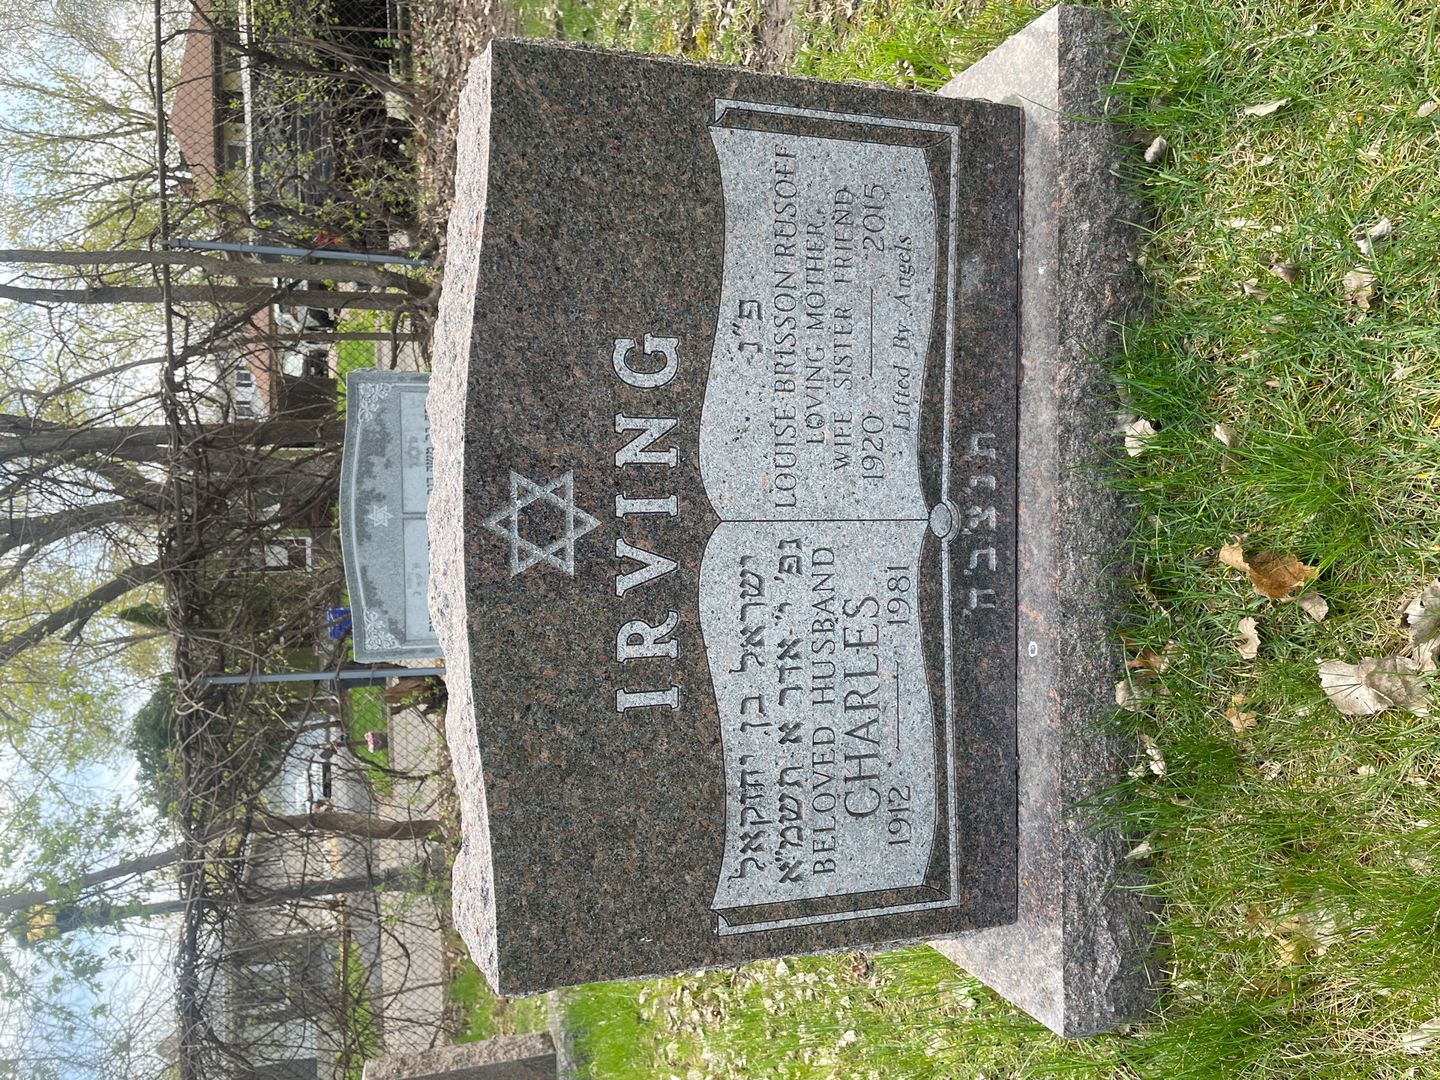 IRVING
ישראל בן יחזקאל
נפ' י"י אדר א תשמ"א
BELOVED HUSBAND
CHARLES
1912 — 1981
פ"נ
LOUISE BRISSON RUSOFF
LOVING MOTHER,
WIFE SISTER FRIEND
1920 — 2015
Lifted By Angels
ת'נ'צ'ב'ה